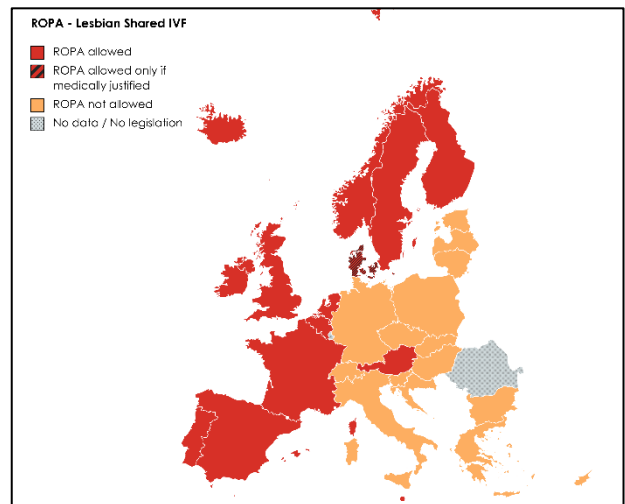 ROPA - Lesbian Shared IVF
ROPA allowed
ROPA allowed only if
medically justified
ROPA not allowed
No data / No legislation